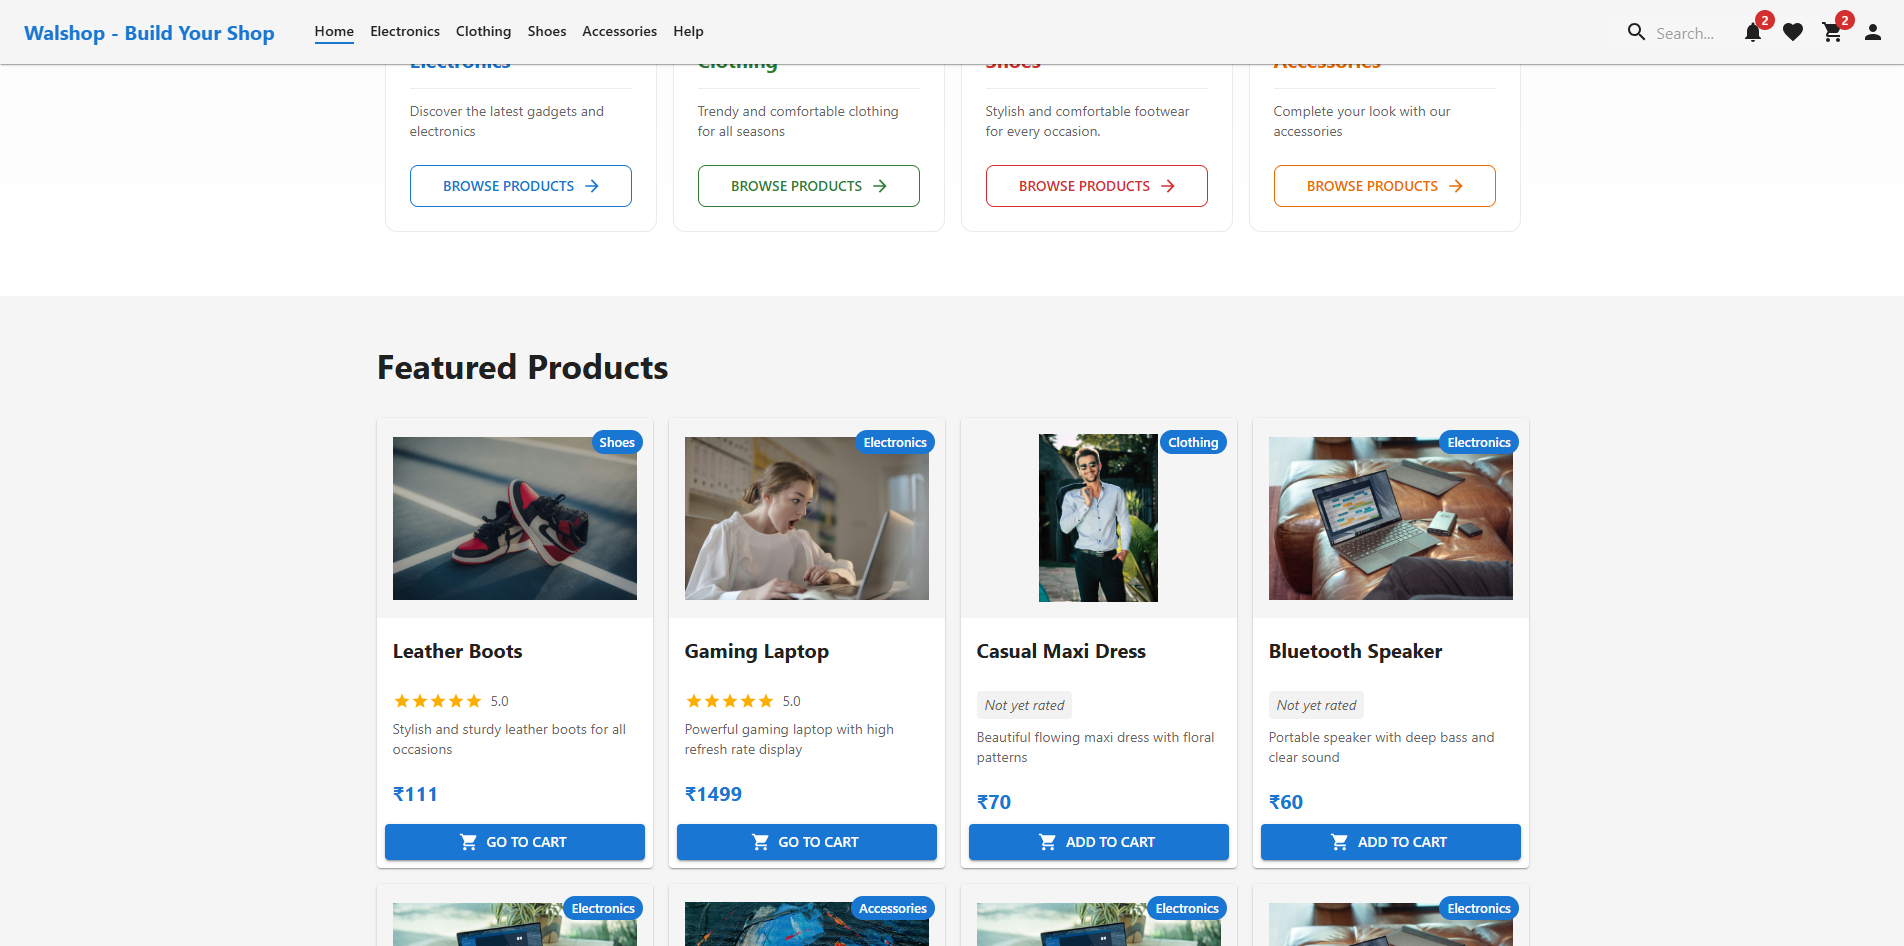 Walshop - Build Your Shop
Home Electronics Clothing Shoes Accessories Help
Search... 2 2
Electronics Clothing Shoes Accessories
Discover the latest gadgets and
electronics
BROWSE PRODUCTS
Trendy and comfortable clothing
for all seasons
BROWSE PRODUCTS
Stylish and comfortable footwear
for every occasion.
BROWSE PRODUCTS
Complete your look with our
accessories
BROWSE PRODUCTS
Featured Products
Shoes
Leather Boots
5.0
Stylish and sturdy leather boots for all
occasions
₹111
GO TO CART
Electronics
Gaming Laptop
5.0
Powerful gaming laptop with high
refresh rate display
₹1499
GO TO CART
Clothing
Casual Maxi Dress
Not yet rated
Beautiful flowing maxi dress with floral
patterns
₹70
ADD TO CART
Electronics
Bluetooth Speaker
Not yet rated
Portable speaker with deep bass and
clear sound
₹60
ADD TO CART
Electronics
Accessories
Electronics
Electronics